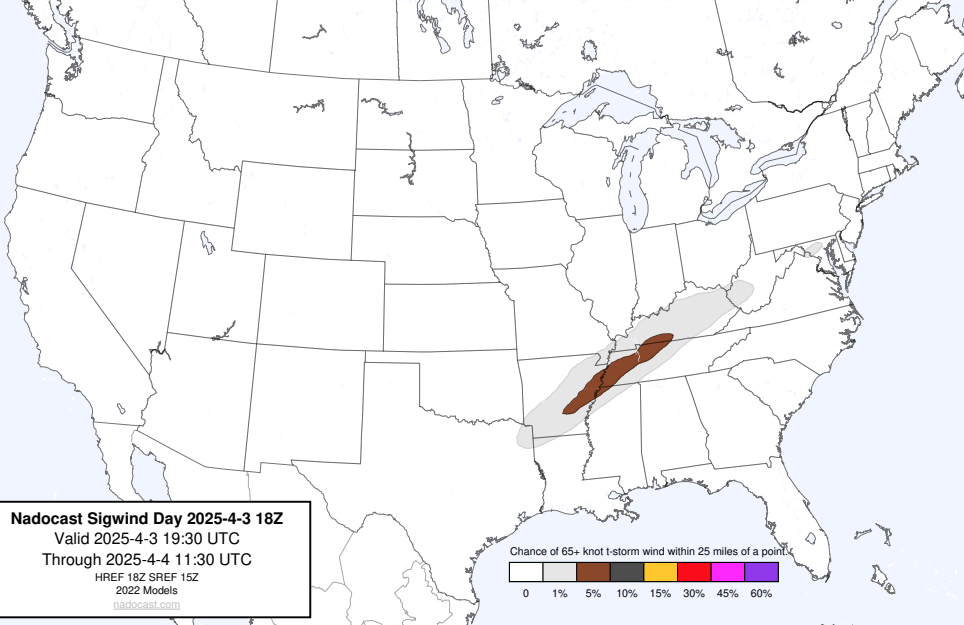 Nadocast Sigwind Day 2025-4-3 18Z
Valid 2025-4-3 19:30 UTC
Through 2025-4-4 11:30 UTC
HREF 18Z SREF 15Z
2022 Models
nadocast.com
Chance of 65+ knot t-storm wind within 25 miles of a point.
0 1% 5% 10% 15% 30% 45% 60%